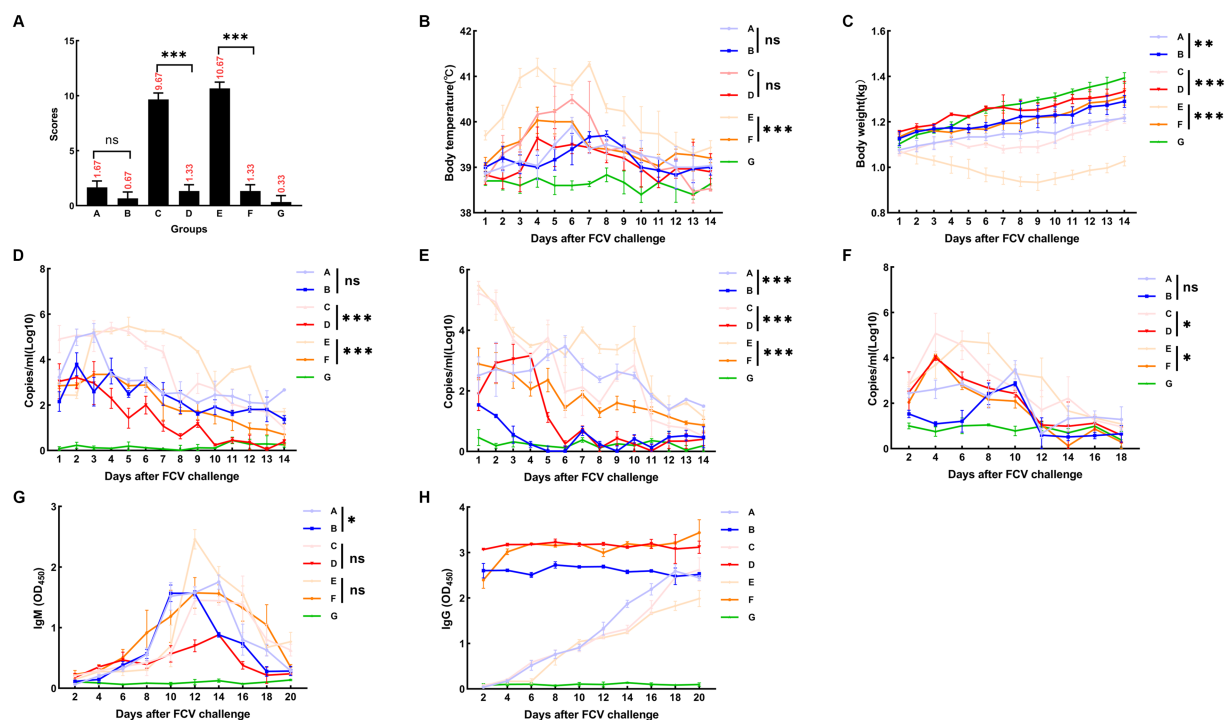 A
15
10
5
0
Scores
1.67
0.67
9.67
1.33
10.67
1.33
0.33
ns
***
***
A B C D E F G
Groups
B
42
41
40
39
38
Body temperature(℃)
1 2 3 4 5 6 7 8 9 10 11 12 13 14
Days after FCV challenge
A
B
ns
C
D
ns
E
F
***
G
C
1.6
1.4
1.2
1.0
0.8
Body weight(kg)
1 2 3 4 5 6 7 8 9 10 11 12 13 14
Days after FCV challenge
A
B
**
C
D
***
E
F
***
G
D
8
6
4
2
0
Copies/ml(Log10)
1 2 3 4 5 6 7 8 9 10 11 12 13 14
Days after FCV challenge
A
B
ns
C
D
***
E
F
***
G
E
6
4
2
0
Copies/ml(Log10)
1 2 3 4 5 6 7 8 9 10 11 12 13 14
Days after FCV challenge
A
B
***
C
D
***
E
F
***
G
F
8
6
4
2
0
Copies/ml(Log10)
2 4 6 8 10 12 14 16 18
Days after FCV challenge
A
B
ns
C
D
*
E
F
*
G
G
3
2
1
0
IgM (OD450)
2 4 6 8 10 12 14 16 18 20
Days after FCV challenge
A
B
*
C
D
ns
E
F
ns
G
H
4
3
2
1
0
IgG (OD450)
2 4 6 8 10 12 14 16 18 20
Days after FCV challenge
A
B
C
D
E
F
G